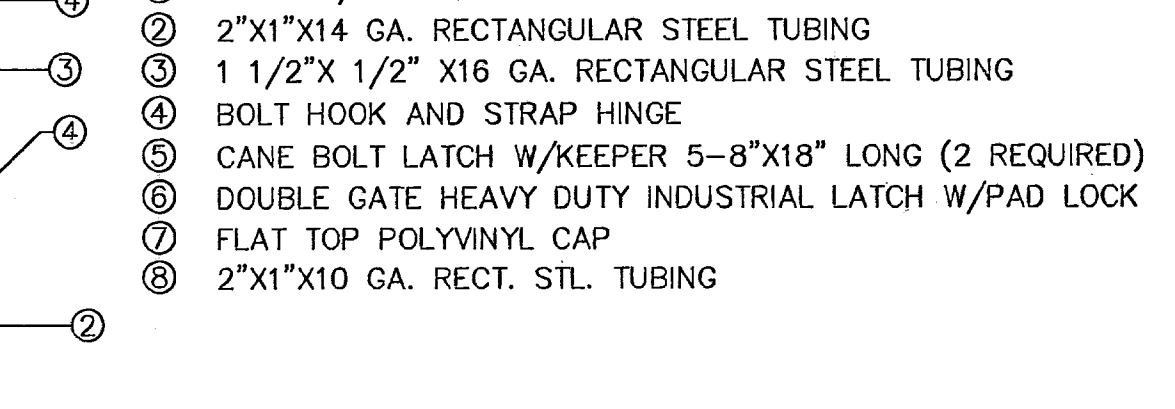 ④
② 2"X1"X14 GA. RECTANGULAR STEEL TUBING
③ ③ 1 1/2"X 1/2" X16 GA. RECTANGULAR STEEL TUBING
④ ④ BOLT HOOK AND STRAP HINGE
⑤ CANE BOLT LATCH W/KEEPER 5-8"X18" LONG (2 REQUIRED)
⑥ DOUBLE GATE HEAVY DUTY INDUSTRIAL LATCH W/PAD LOCK
⑦ FLAT TOP POLYVINYL CAP
⑧ 2"X1"X10 GA. RECT. STL. TUBING
②